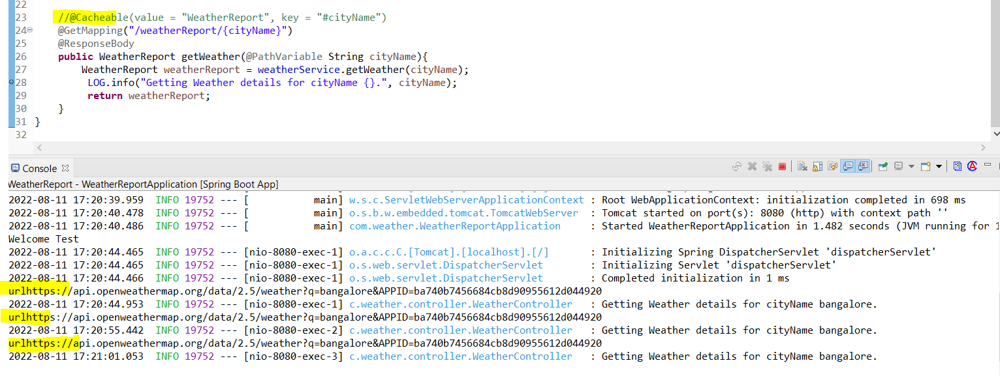 22
23 //@Cacheable(value = "WeatherReport", key = "#cityName")
24 @GetMapping("/weatherReport/{cityName}")
25 @ResponseBody
26 public WeatherReport getWeather(@PathVariable String cityName){
27 WeatherReport weatherReport = weatherService.getWeather(cityName);
28 LOG.info("Getting Weather details for cityName {}.", cityName);
29 return weatherReport;
30 }
31 }
32
Console
WeatherReport - WeatherReportApplication [Spring Boot App]
2022-08-11 17:20:39.959 INFO 19752 --- [ main] w.s.c.ServletWebServerApplicationContext : Root WebApplicationContext: initialization completed in 698 ms
2022-08-11 17:20:40.478 INFO 19752 --- [ main] o.s.b.w.embedded.tomcat.TomcatWebServer : Tomcat started on port(s): 8080 (http) with context path ''
2022-08-11 17:20:40.486 INFO 19752 --- [ main] com.weather.WeatherReportApplication : Started WeatherReportApplication in 1.482 seconds (JVM running for 1
Welcome Test
2022-08-11 17:20:44.465 INFO 19752 --- [nio-8080-exec-1] o.a.c.c.C.[Tomcat].[localhost].[/] : Initializing Spring DispatcherServlet 'dispatcherServlet'
2022-08-11 17:20:44.465 INFO 19752 --- [nio-8080-exec-1] o.s.web.servlet.DispatcherServlet : Initializing Servlet 'dispatcherServlet'
2022-08-11 17:20:44.466 INFO 19752 --- [nio-8080-exec-1] o.s.web.servlet.DispatcherServlet : Completed initialization in 1 ms
urlhttps://api.openweathermap.org/data/2.5/weather?q=bangalore&APPID=ba740b7456684cb8d90955612d044920
2022-08-11 17:20:44.953 INFO 19752 --- [nio-8080-exec-1] c.weather.controller.WeatherController : Getting Weather details for cityName bangalore.
urlhttps://api.openweathermap.org/data/2.5/weather?q=bangalore&APPID=ba740b7456684cb8d90955612d044920
2022-08-11 17:20:55.442 INFO 19752 --- [nio-8080-exec-2] c.weather.controller.WeatherController : Getting Weather details for cityName bangalore.
urlhttps://api.openweathermap.org/data/2.5/weather?q=bangalore&APPID=ba740b7456684cb8d90955612d044920
2022-08-11 17:21:01.053 INFO 19752 --- [nio-8080-exec-3] c.weather.controller.WeatherController : Getting Weather details for cityName bangalore.